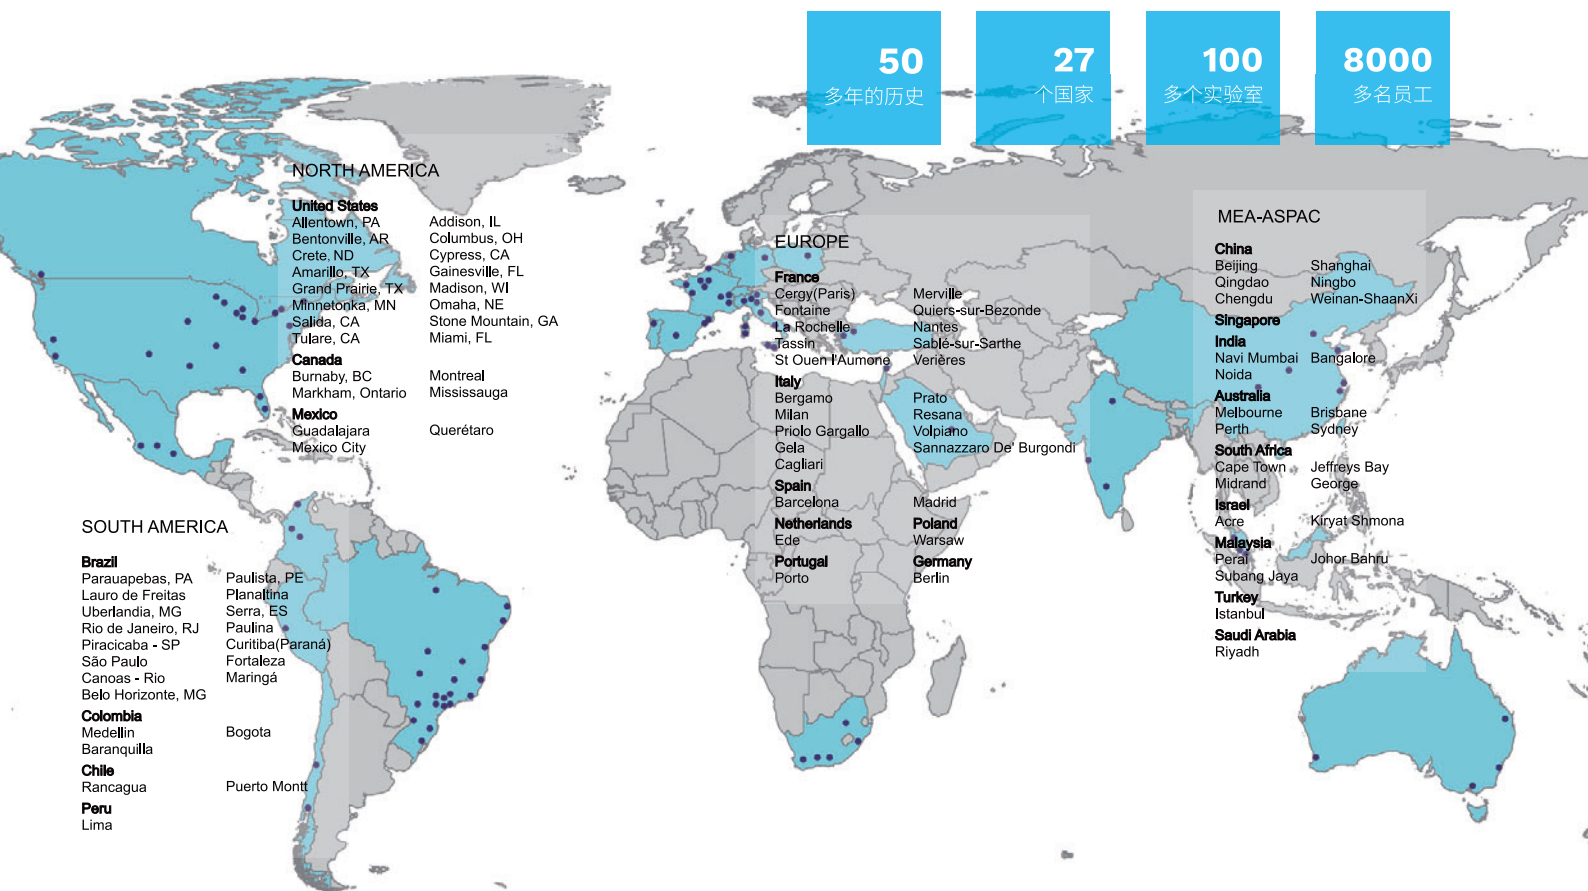 50
多年的历史
27
个国家
100
多个实验室
8000
多名员工
NORTH AMERICA
United States
Allentown, PA
Bentonville, AR
Crete, ND
Amarillo, TX
Grand Prairie, TX
Minnetonka, MN
Salida, CA
Tulare, CA
Addison, IL
Columbus, OH
Cypress, CA
Gainesville, FL
Madison, WI
Omaha, NE
Stone Mountain, GA
Miami, FL
Canada
Burnaby, BC
Markham, Ontario
Montreal
Mississauga
Mexico
Guadalajara
Mexico City
Querétaro
SOUTH AMERICA
Brazil
Parauapebas, PA
Lauro de Freitas
Uberlandia, MG
Rio de Janeiro, RJ
Piracicaba - SP
São Paulo
Canoas - Rio
Belo Horizonte, MG
Paulista, PE
Planaltina
Serra, ES
Paulina
Curitiba(Paraná)
Fortaleza
Maringá
Colombia
Medellin
Baranquilla
Bogota
Chile
Rancagua
Puerto Montt
Peru
Lima
EUROPE
France
Cergy(Paris)
Fontaine
La Rochelle
Tassin
St Ouen l'Aumone
Merville
Quiers-sur-Bezonde
Nantes
Sablé-sur-Sarthe
Verières
Italy
Bergamo
Milan
Priolo Gargallo
Gela
Cagliari
Prato
Resana
Volpiano
Sannazzaro De' Burgondi
Spain
Barcelona
Madrid
Netherlands
Ede
Poland
Warsaw
Portugal
Porto
Germany
Berlin
MEA-ASPAC
China
Beijing
Qingdao
Chengdu
Shanghai
Ningbo
Weinan-ShaanXi
Singapore
India
Navi Mumbai
Noida
Bangalore
Australia
Melbourne
Perth
Brisbane
Sydney
South Africa
Cape Town
Midrand
Jeffreys Bay
George
Israel
Acre
Kiryat Shmona
Malaysia
Perai
Subang Jaya
Johor Bahru
Turkey
Istanbul
Saudi Arabia
Riyadh